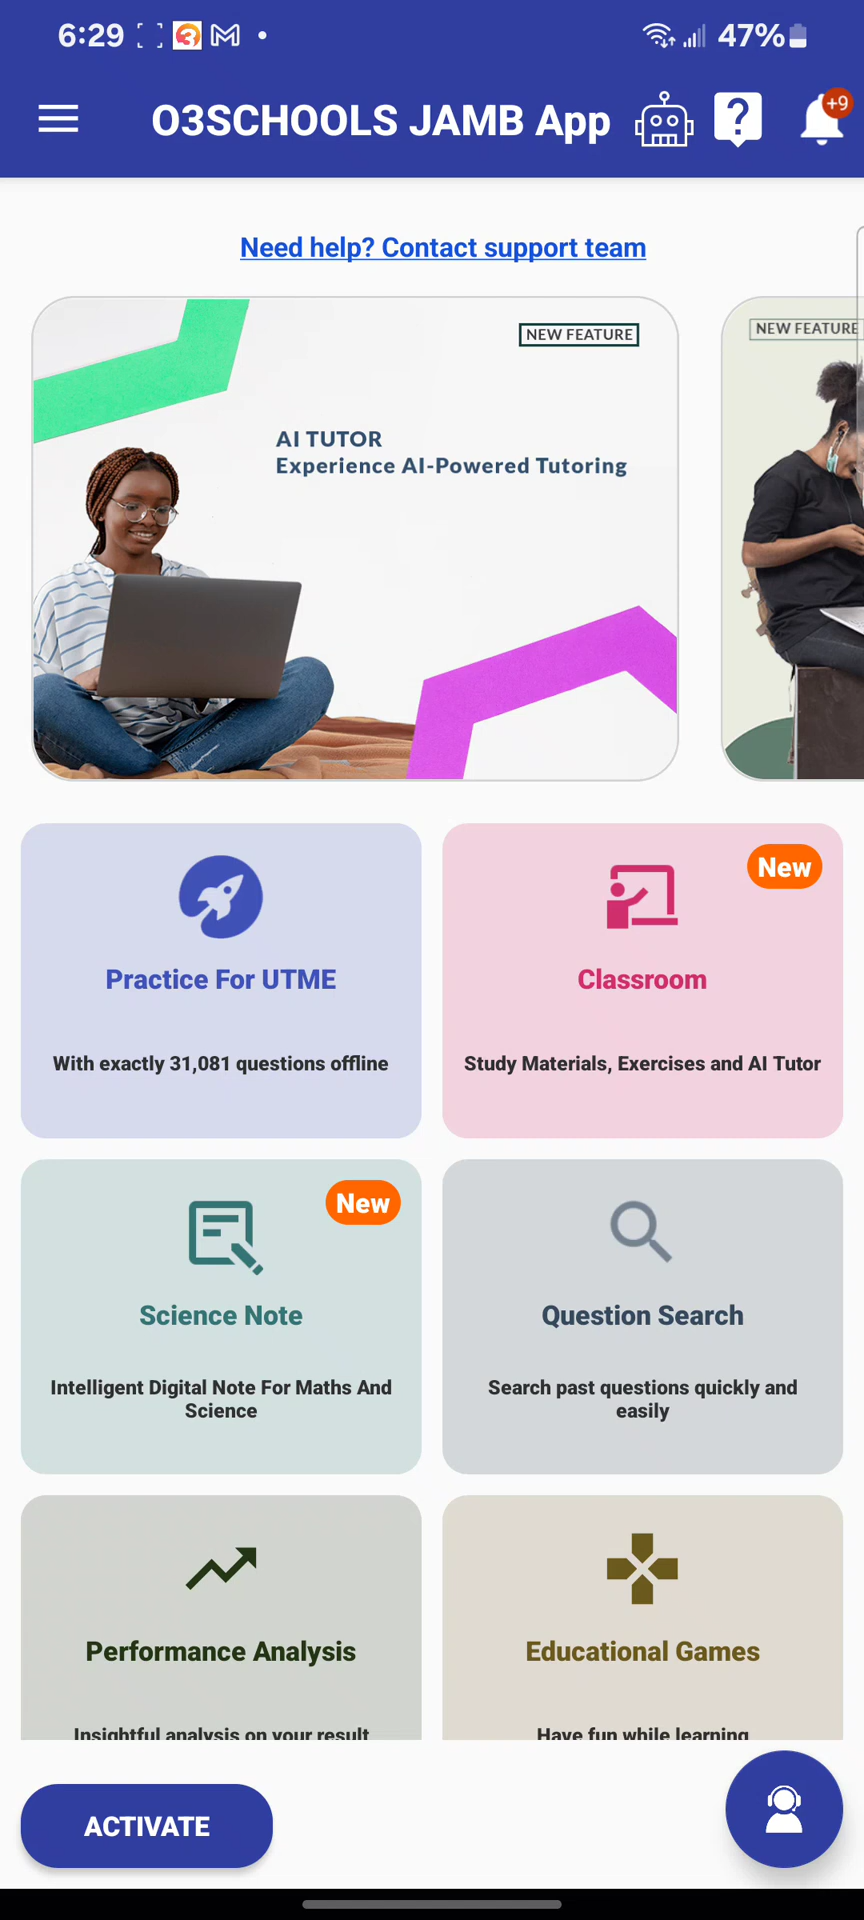 6:29
47%
O3SCHOOLS JAMB App
+9
Need help? Contact support team
NEW FEATURE
AI TUTOR
Experience AI-Powered Tutoring
NEW FEATURE
Practice For UTME
With exactly 31,081 questions offline
New
Classroom
Study Materials, Exercises and AI Tutor
New
Science Note
Intelligent Digital Note For Maths And
Science
Question Search
Search past questions quickly and
easily
Performance Analysis
Insightful analysis on your result
Educational Games
Have fun while learning
ACTIVATE